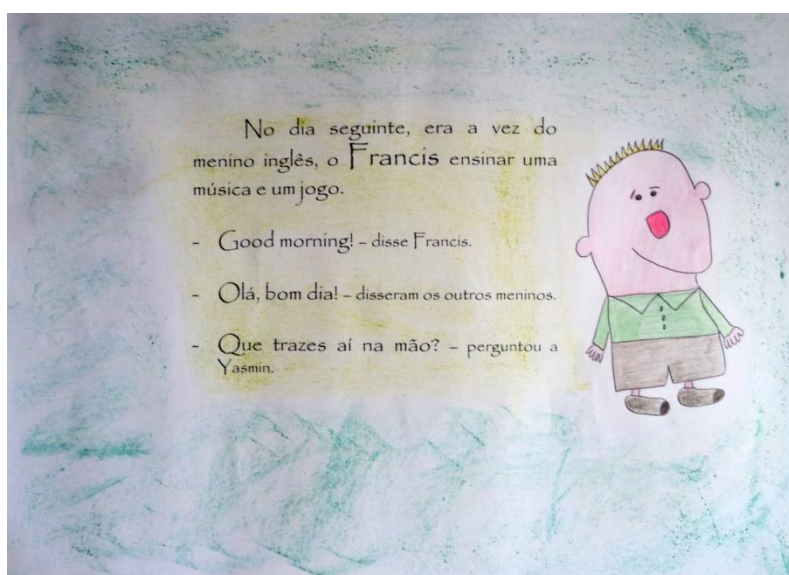 No dia seguinte, era a vez do
menino inglês, o Francis ensinar uma
música e um jogo.
- Good morning! – disse Francis.
- Olá, bom dia! – disseram os outros meninos.
- Que trazes aí na mão? – perguntou a
Yasmin.